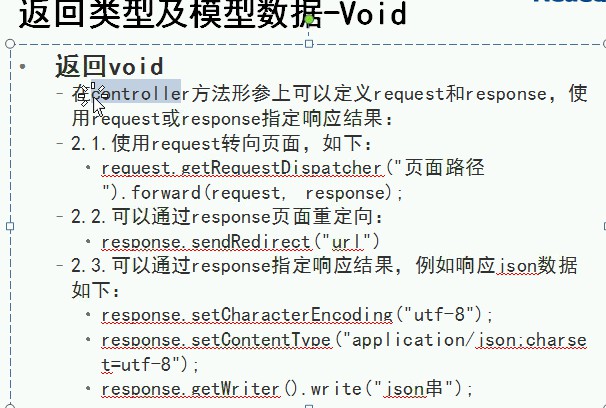 返回类型及模型数据-Void
• 返回void
– 在controller方法形参上可以定义request和response，使
用request或response指定响应结果：
– 2.1.使用request转向页面，如下：
• request.getRequestDispatcher("页面路径
").forward(request, response);
– 2.2.可以通过response页面重定向：
• response.sendRedirect("url")
– 2.3.可以通过response指定响应结果，例如响应json数据
如下：
• response.setCharacterEncoding("utf-8");
• response.setContentType("application/json;charse
t=utf-8");
• response.getWriter().write("json串");